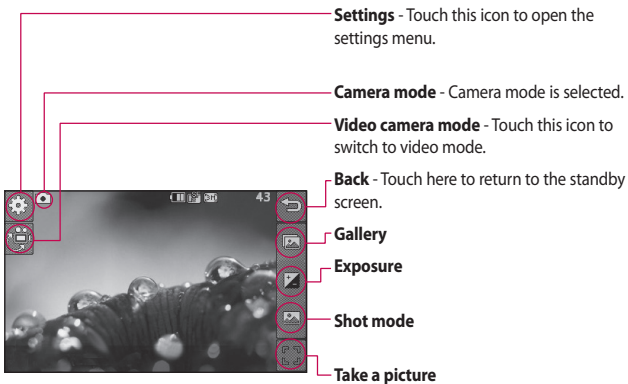 Settings - Touch this icon to open the
settings menu.
Camera mode - Camera mode is selected.
Video camera mode - Touch this icon to
switch to video mode.
Back - Touch here to return to the standby
screen.
43
Gallery
Exposure
Shot mode
Take a picture